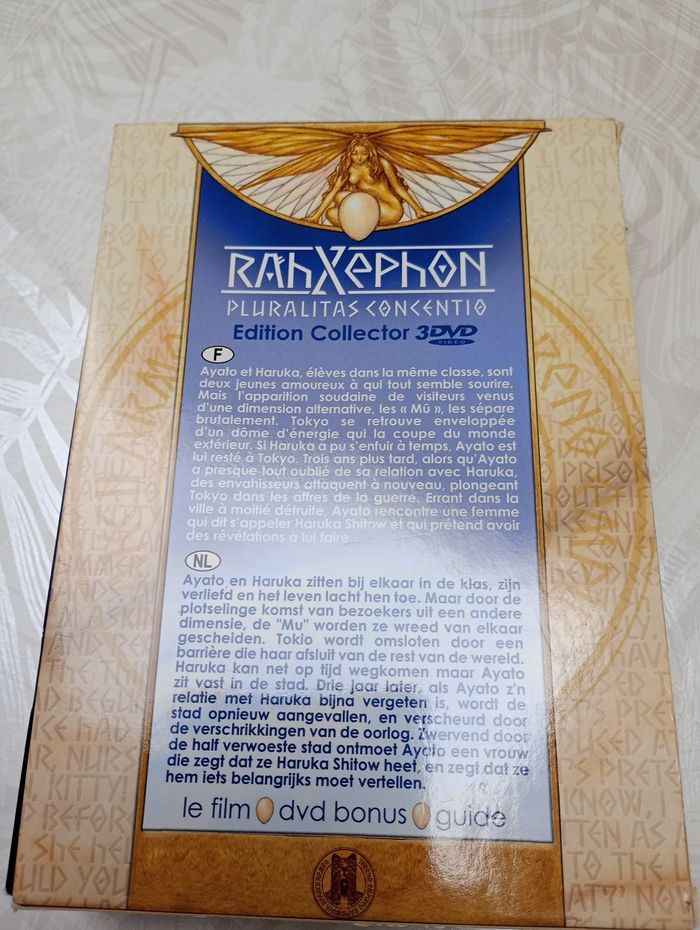 RAhXephON
PLURALITAS CONCENTIO
Edition Collector 3DVD
VIDEO
F
Ayato et Haruka, élèves dans la même classe, sont
deux jeunes amoureux à qui tout semble sourire.
Mais l'apparition soudaine de visiteurs venus
d'une dimension alternative, les « Mū », les sépare
brutalement. Tokyo se retrouve enveloppée
d'un dôme d'énergie qui la coupe du monde
extérieur. Si Haruka a pu s'enfuir à temps, Ayato est
lui resté à Tokyo. Trois ans plus tard, alors qu'Ayato
a presque tout oublié de sa relation avec Haruka,
des envahisseurs attaquent à nouveau, plongeant
Tokyo dans les affres de la guerre. Errant dans la
ville à moitié détruite, Ayato rencontre une femme
qui dit s'appeler Haruka Shitow et qui prétend avoir
des révélations à lui faire...
NL
Ayato en Haruka zitten bij elkaar in de klas, zijn
verliefd en het leven lacht hen toe. Maar door de
plotselinge komst van bezoekers uit een andere
dimensie, de "Mu" worden ze wreed van elkaar
gescheiden. Tokio wordt omsloten door een
barrière die haar afsluit van de rest van de wereld.
Haruka kan net op tijd wegkomen maar Ayato
zit vast in de stad. Drie jaar later, als Ayato z'n
relatie met Haruka bijna vergeten is, wordt de
stad opnieuw aangevallen, en verscheurd door
de verschrikkingen van de oorlog. Zwervend door
de half verwoeste stad ontmoet Ayato een vrouw
die zegt dat ze Haruka Shitow heet, en zegt dat ze
hem iets belangrijks moet vertellen.
le film dvd bonus guide